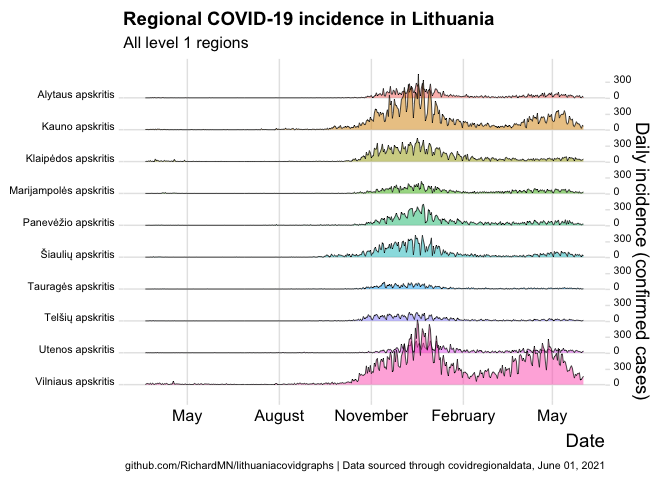 Regional COVID-19 incidence in Lithuania
All level 1 regions
Alytaus apskritis
300
0
Kauno apskritis
300
0
Klaipėdos apskritis
300
0
Marijampolės apskritis
300
0
Panevėžio apskritis
300
0
Šiaulių apskritis
300
0
Tauragės apskritis
300
0
Telšių apskritis
300
0
Utenos apskritis
300
0
Vilniaus apskritis
300
0
Daily incidence (confirmed cases)
May August November February May
Date
github.com/RichardMN/lithuaniacovidgraphs | Data sourced through covidregionaldata, June 01, 2021